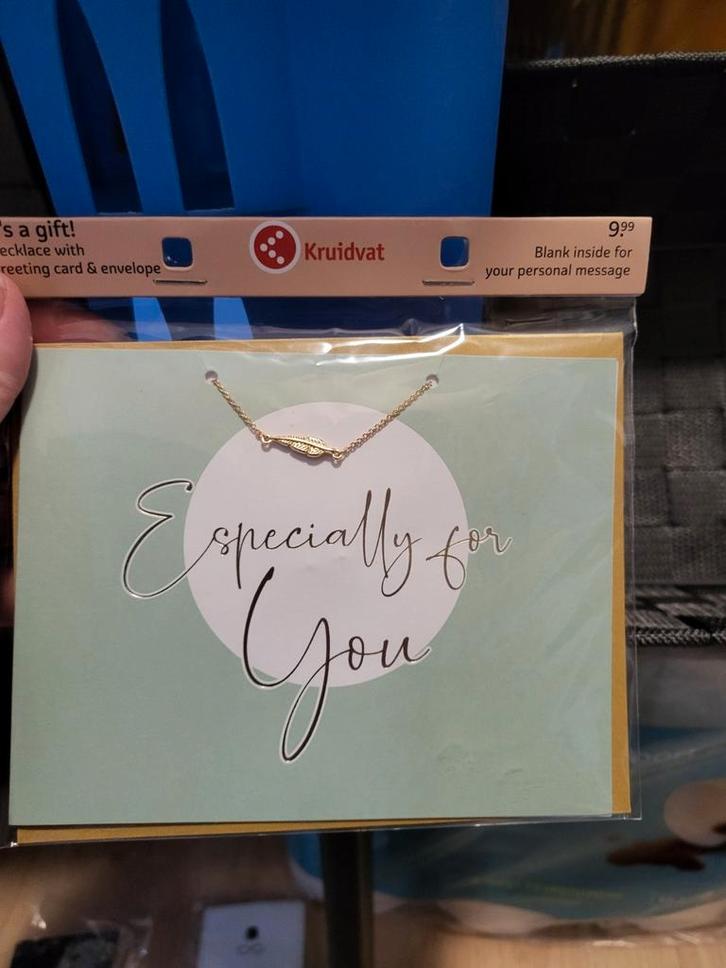 's a gift!
ecklace with
reeting card & envelope
Kruidvat
9.99
Blank inside for
your personal message
Especially for
You